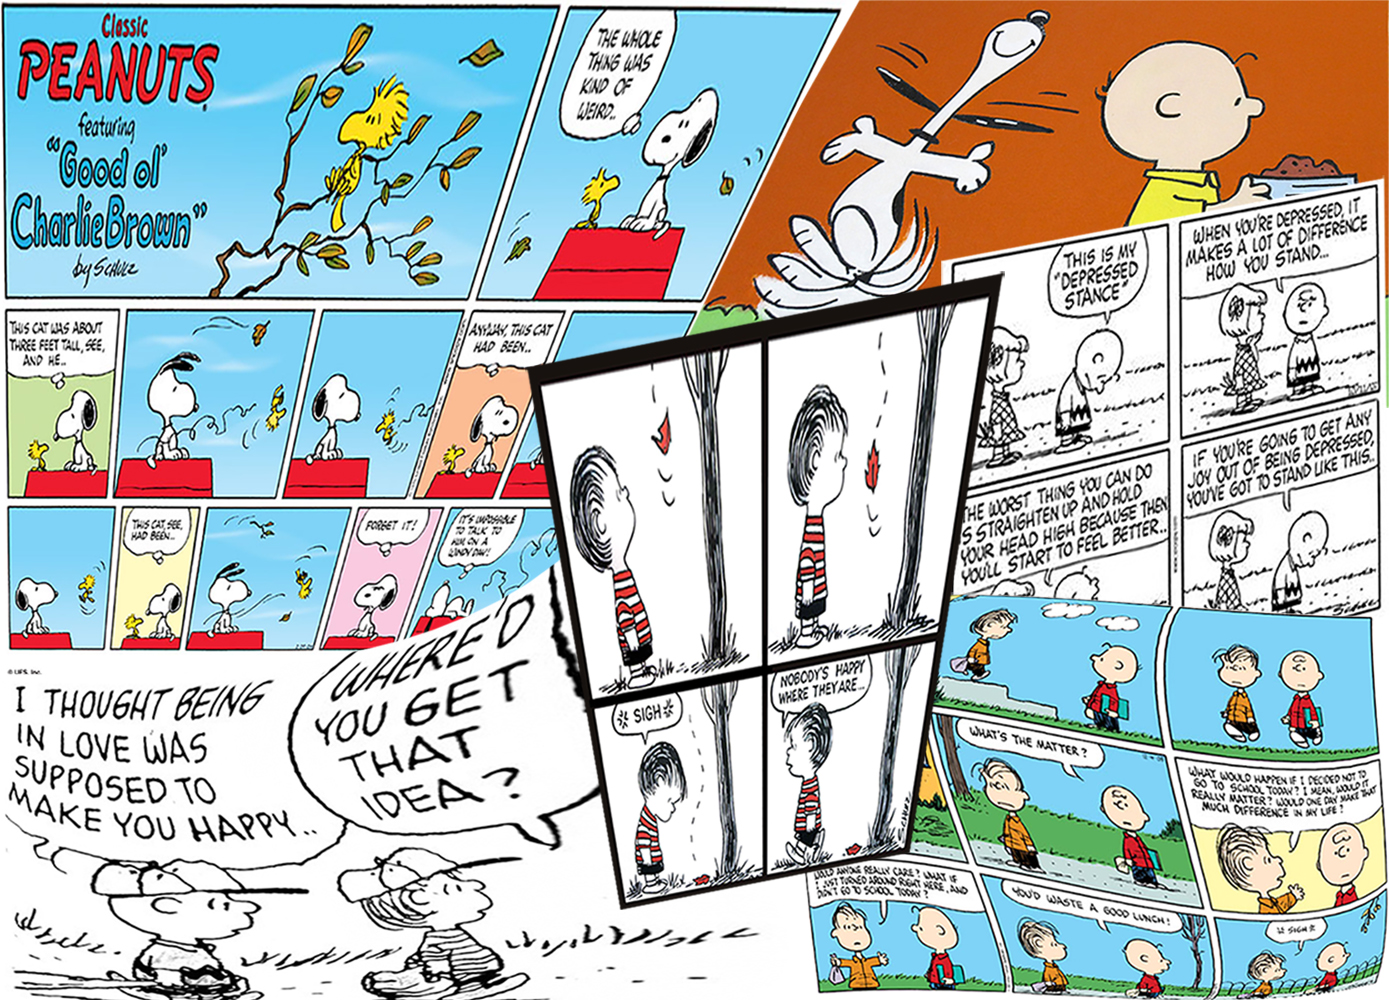 Classic
PEANUTS
featuring
"Good ol'
Charlie Brown"
by SCHULZ
THE WHOLE
THING WAS
KIND OF
WEIRD..
THIS CAT WAS ABOUT
THREE FEET TALL, SEE,
AND HE..
ANYWAY, THIS CAT
HAD BEEN..
THIS CAT, SEE,
HAD BEEN..
FORGET IT!
IT'S IMPOSSIBLE
TO TALK TO
HIM ON A
WINDY DAY!
© UFS, Inc.
THIS IS MY
"DEPRESSED
STANCE"
WHEN YOU'RE DEPRESSED, IT
MAKES A LOT OF DIFFERENCE
HOW YOU STAND...
THE WORST THING YOU CAN DO
IS STRAIGHTEN UP AND HOLD
YOUR HEAD HIGH BECAUSE THEN
YOU'LL START TO FEEL BETTER...
IF YOU'RE GOING TO GET ANY
JOY OUT OF BEING DEPRESSED,
YOU'VE GOT TO STAND LIKE THIS..
*SIGH*
NOBODY'S HAPPY
WHERE THEY ARE...
SCHULZ
I THOUGHT BEING
IN LOVE WAS
SUPPOSED TO
MAKE YOU HAPPY..
WHERE'D
YOU GET
THAT
IDEA?
WHAT'S THE MATTER?
WHAT WOULD HAPPEN IF I DECIDED NOT TO
GO TO SCHOOL TODAY? I MEAN, WOULD IT
REALLY MATTER? WOULD ONE DAY MAKE THAT
MUCH DIFFERENCE IN MY LIFE?
WOULD ANYONE REALLY CARE? WHAT IF
I JUST TURNED AROUND RIGHT HERE, AND
DIDN'T GO TO SCHOOL TODAY?
YOU'D WASTE A GOOD LUNCH!
*SIGH*